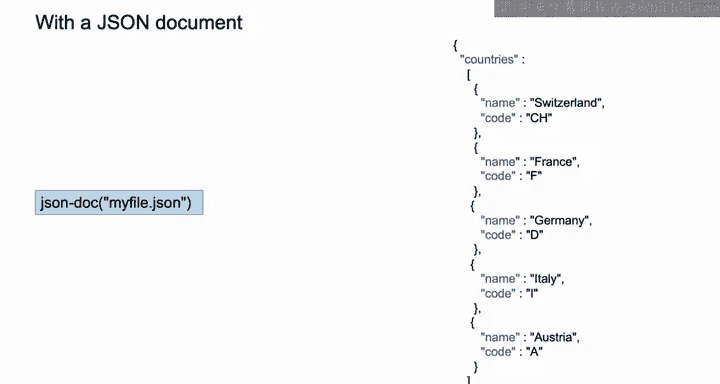 With a JSON document
json-doc("myfile.json")
{
"countries" :
[
{
"name" : "Switzerland",
"code" : "CH"
},
{
"name" : "France",
"code" : "F"
},
{
"name" : "Germany",
"code" : "D"
},
{
"name" : "Italy",
"code" : "I"
},
{
"name" : "Austria",
"code" : "A"
}
]